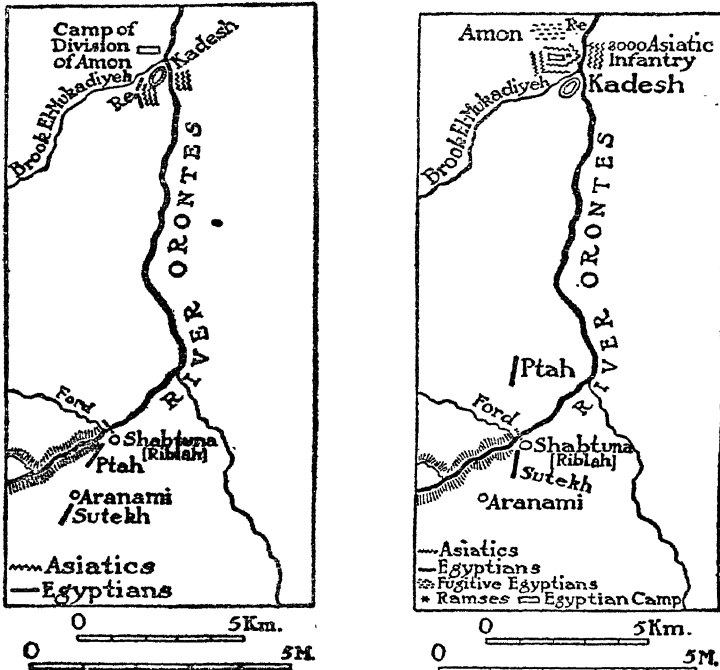 Camp of
Division
of Amon
Kadesh
Re
Brook El-Mukadiyeh
RIVER ORONTES
Ford
Shabtuna
[Riblah]
Ptah
Aranami
Sutekh
Asiatics
Egyptians
0 5Km.
0 5M.
Amon Re
8000 Asiatic
Infantry
Kadesh
Brook El-Mukadiyeh
RIVER ORONTES
Ptah
Ford
Shabtuna
[Riblah]
Sutekh
Aranami
Asiatics
Egyptians
Fugitive Egyptians
* Ramses Egyptian Camp
0 5Km.
0 5M.